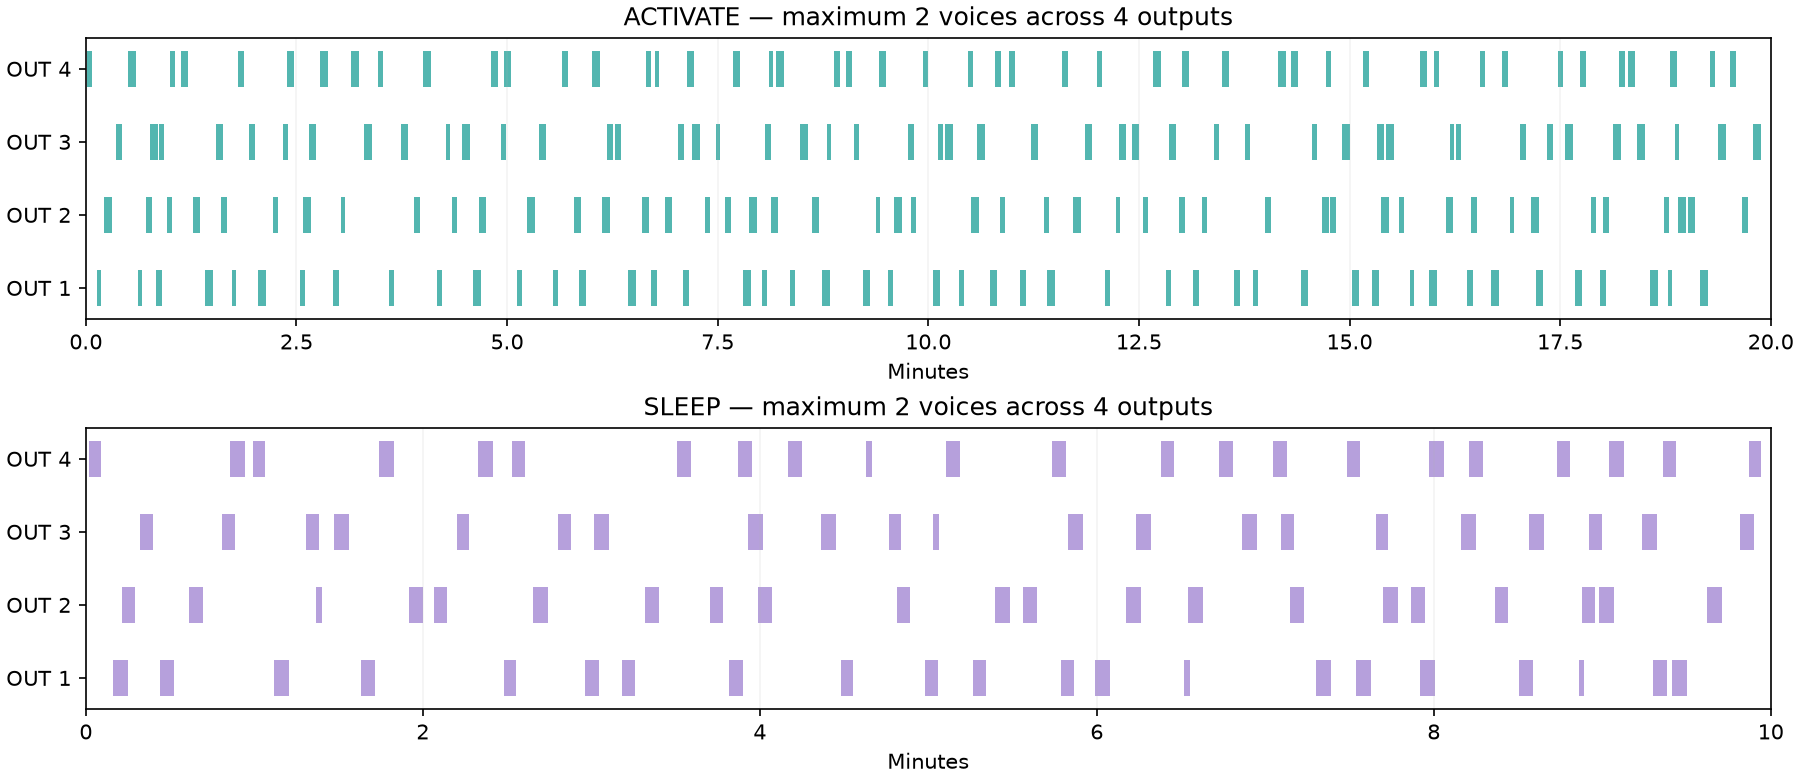 ACTIVATE — maximum 2 voices across 4 outputs
OUT 4
OUT 3
OUT 2
OUT 1
0.0 2.5 5.0 7.5 10.0 12.5 15.0 17.5 20.0
Minutes
SLEEP — maximum 2 voices across 4 outputs
OUT 4
OUT 3
OUT 2
OUT 1
0 2 4 6 8 10
Minutes